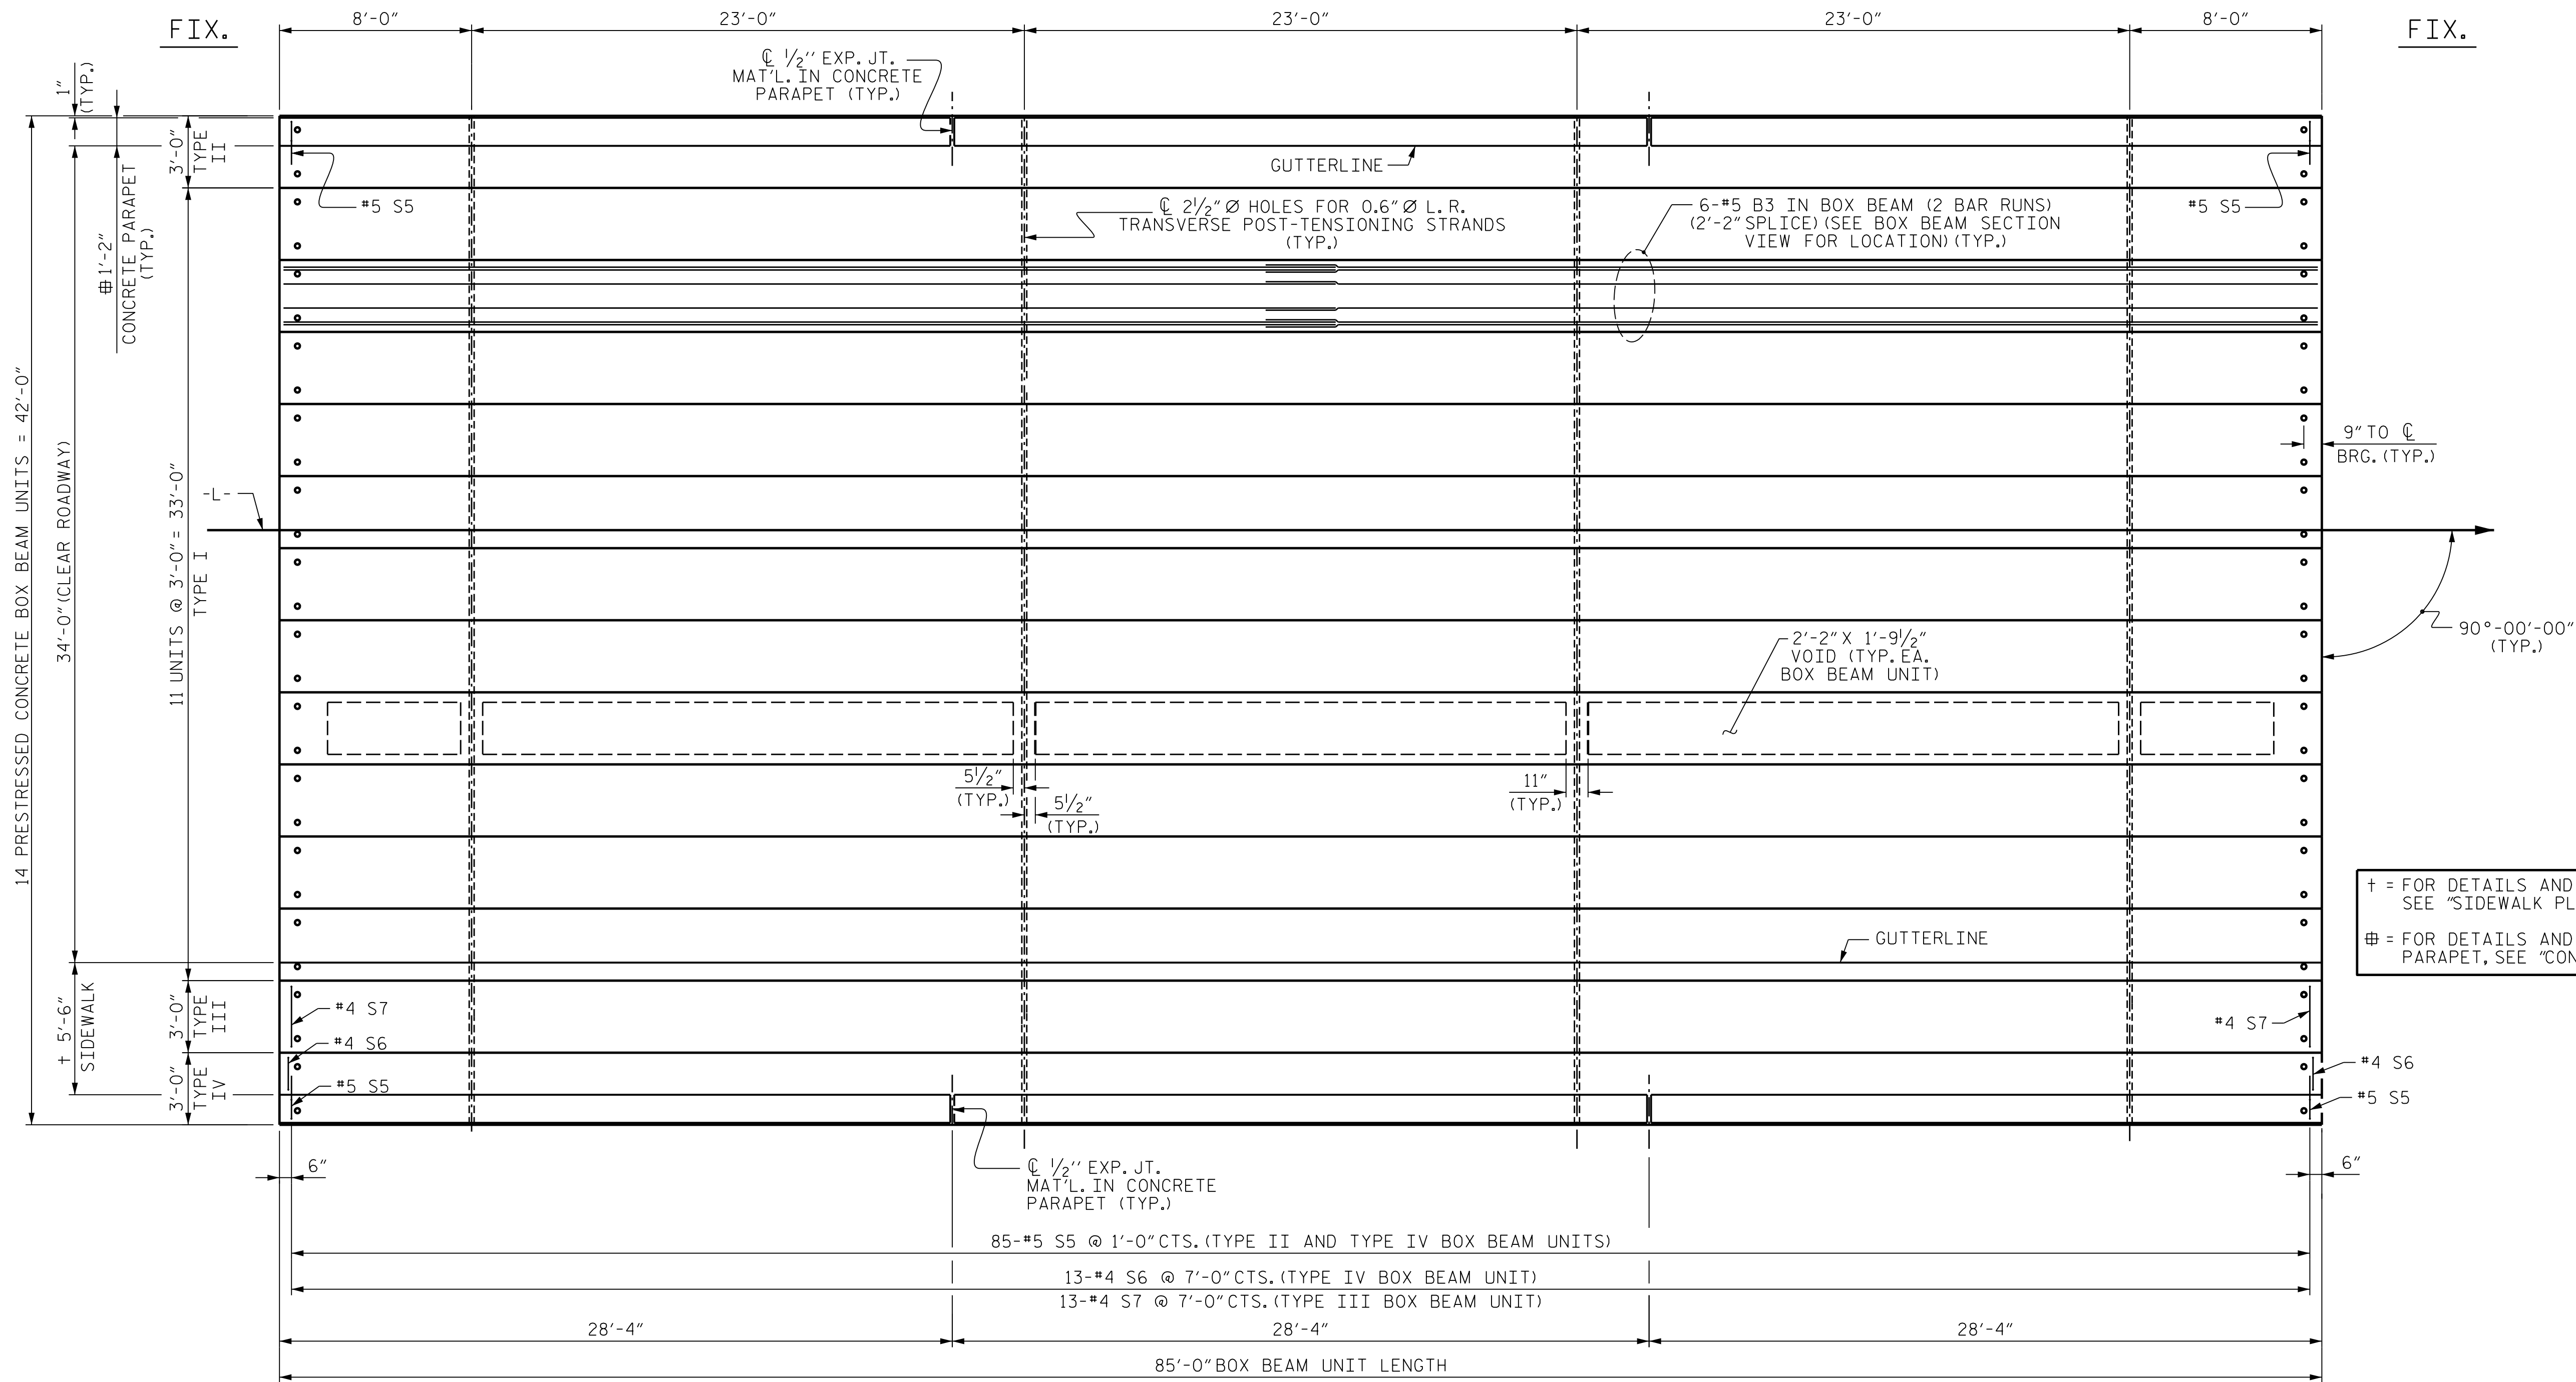 FIX.
8'-0"
23'-0"
23'-0"
23'-0"
8'-0"
FIX.
℄ 1/2'' EXP. JT.
MAT'L. IN CONCRETE
PARAPET (TYP.)
1"
(TYP.)
⌗1'-2"
CONCRETE PARAPET
(TYP.)
3'-0"
TYPE
II
GUTTERLINE
#5 S5
℄ 2 1/2" Ø HOLES FOR 0.6" Ø L.R.
TRANSVERSE POST-TENSIONING STRANDS
(TYP.)
6-#5 B3 IN BOX BEAM (2 BAR RUNS)
(2'-2" SPLICE) (SEE BOX BEAM SECTION
VIEW FOR LOCATION) (TYP.)
#5 S5
14 PRESTRESSED CONCRETE BOX BEAM UNITS = 42'-0"
34'-0" (CLEAR ROADWAY)
11 UNITS @ 3'-0" = 33'-0"
TYPE I
-L-
9" TO ℄
BRG. (TYP.)
90°-00'-00"
(TYP.)
2'-2" X 1'-9 1/2"
VOID (TYP. EA.
BOX BEAM UNIT)
5 1/2"
(TYP.)
5 1/2"
(TYP.)
11"
(TYP.)
† = FOR DETAILS AND
SEE "SIDEWALK PL
⌗ = FOR DETAILS AND
PARAPET, SEE "CON
GUTTERLINE
† 5'-6"
SIDEWALK
3'-0"
TYPE
III
3'-0"
TYPE
IV
#4 S7
#4 S6
#5 S5
#4 S7
#4 S6
#5 S5
6"
℄ 1/2'' EXP. JT.
MAT'L. IN CONCRETE
PARAPET (TYP.)
6"
85-#5 S5 @ 1'-0" CTS. (TYPE II AND TYPE IV BOX BEAM UNITS)
13-#4 S6 @ 7'-0" CTS. (TYPE IV BOX BEAM UNIT)
13-#4 S7 @ 7'-0" CTS. (TYPE III BOX BEAM UNIT)
28'-4"
28'-4"
28'-4"
85'-0" BOX BEAM UNIT LENGTH